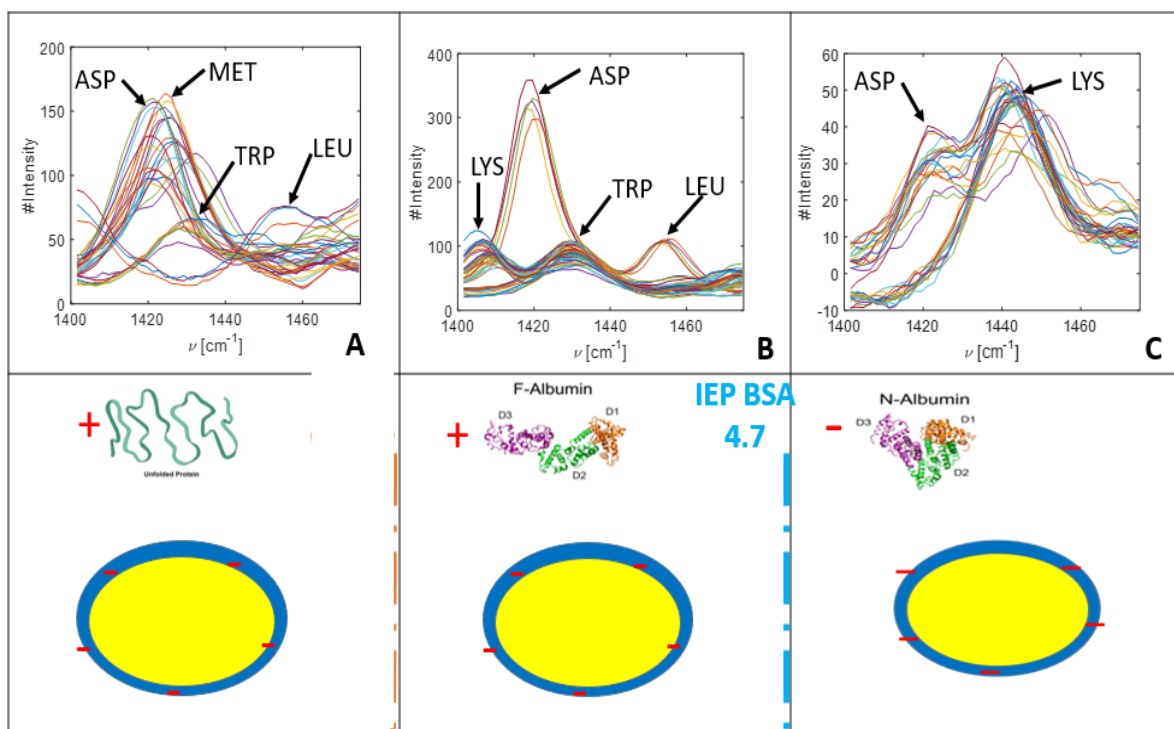 200
150
100
50
0
1400
1420
1440
1460
#Intensity
ν [cm⁻¹]
ASP
MET
TRP
LEU
A
400
300
200
100
0
1400
1420
1440
1460
#Intensity
ν [cm⁻¹]
LYS
ASP
TRP
LEU
B
60
50
40
30
20
10
0
-10
1400
1420
1440
1460
#Intensity
ν [cm⁻¹]
ASP
LYS
C
+
Unfolded Protein
F-Albumin
+
D3
D1
D2
IEP BSA
4.7
N-Albumin
-
D3
D1
D2